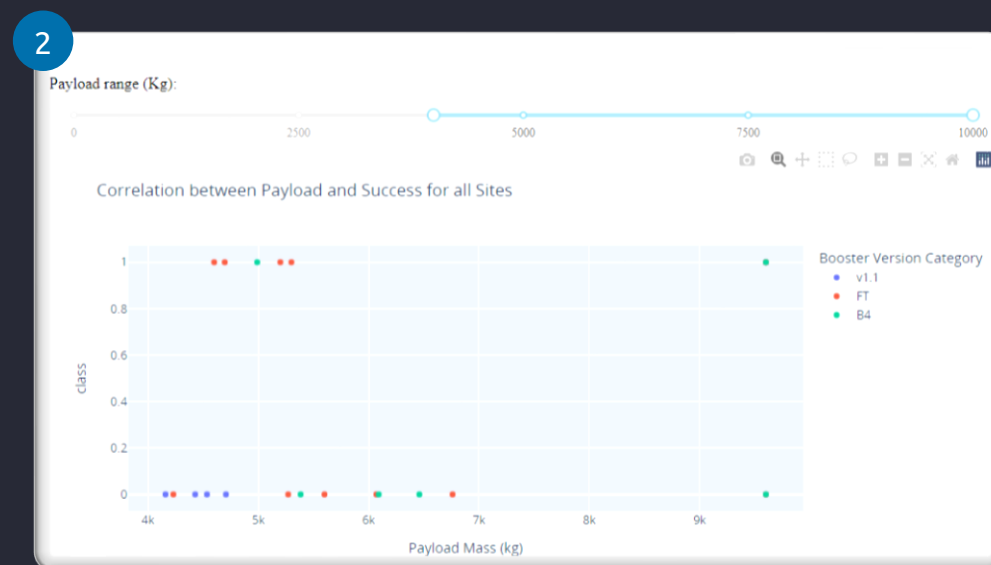 2
Payload range (Kg):
0 2500 5000 7500 10000
Correlation between Payload and Success for all Sites
1
0.8
0.6
0.4
0.2
0
class
4k 5k 6k 7k 8k 9k
Payload Mass (kg)
Booster Version Category
v1.1
FT
B4